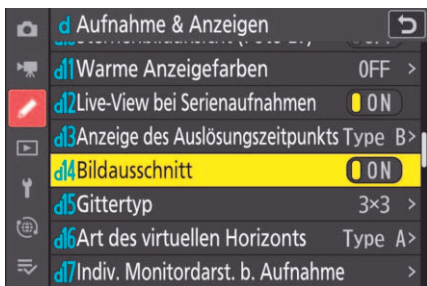 d Aufnahme & Anzeigen
d11 Warme Anzeigefarben OFF >
d12 Live-View bei Serienaufnahmen ON
d13 Anzeige des Auslösungszeitpunkts Type B>
d14 Bildausschnitt ON
d15 Gittertyp 3×3 >
d16 Art des virtuellen Horizonts Type A>
d17 Indiv. Monitordarst. b. Aufnahme >